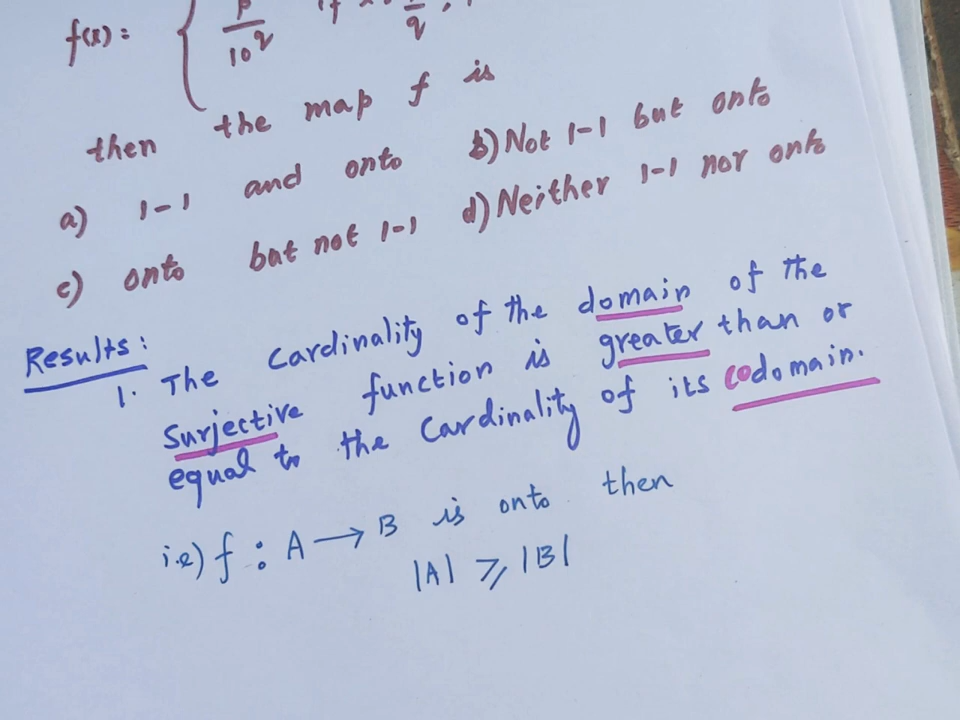 f(x) = { p/10^q if
q
then the map f is
a) 1-1 and onto b) Not 1-1 but onto
c) onto but not 1-1 d) Neither 1-1 nor onto
Results:
1. The cardinality of the domain of the
surjective function is greater than or
equal to the cardinality of its codomain.
i.e) f : A → B is onto then
|A| ⩾ |B|